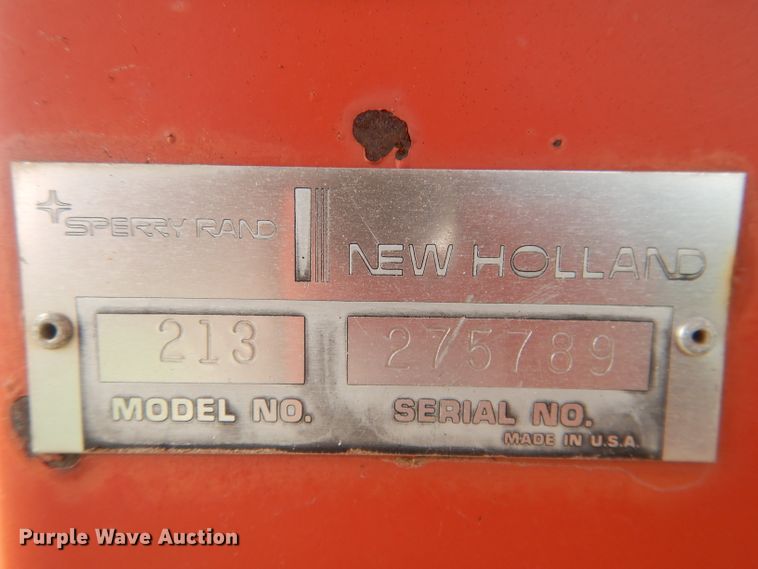 SPERRY RAND
NEW HOLLAND
213
275789
MODEL NO.
SERIAL NO.
MADE IN U.S.A.
Purple Wave Auction